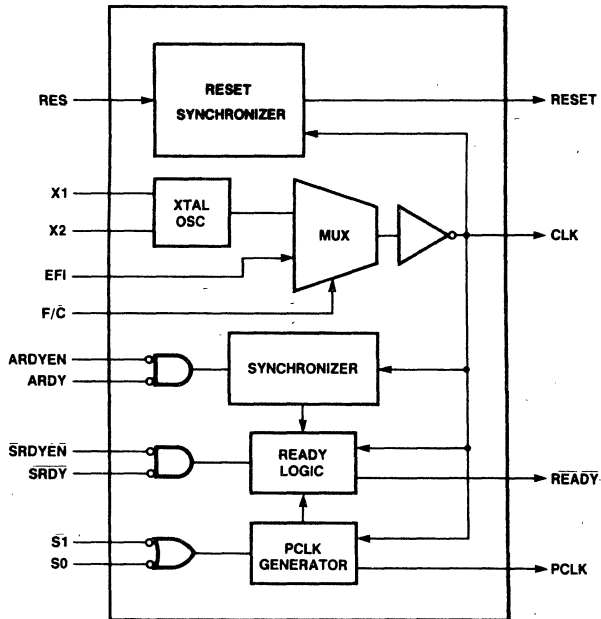 RES
RESET
SYNCHRONIZER
RESET
X1
X2
XTAL
OSC
MUX
CLK
EFI
F/C̄
ARDYEN
ARDY
SYNCHRONIZER
S̄RDYEN̄
S̄R̄D̄Ȳ
READY
LOGIC
R̄ĒĀD̄Ȳ
S̄1
S0
PCLK
GENERATOR
PCLK